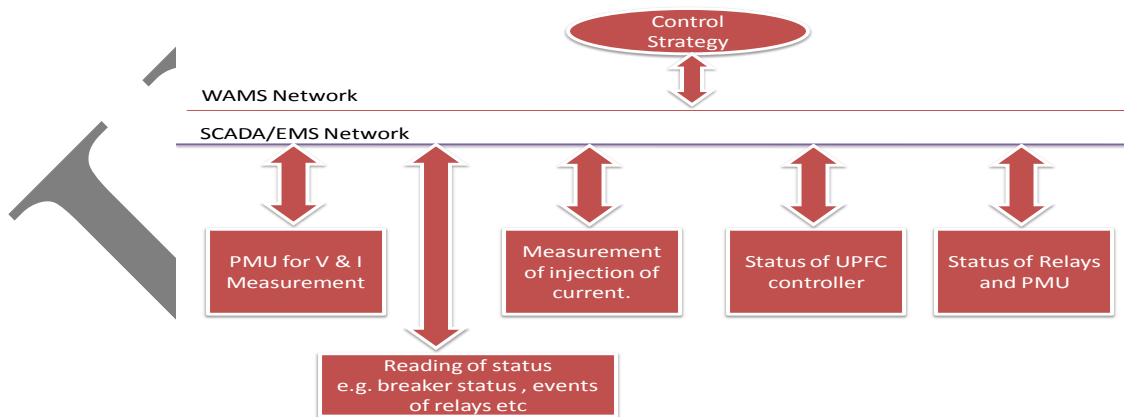 Control
Strategy
WAMS Network
SCADA/EMS Network
PMU for V & I
Measurement
Measurement
of injection of
current.
Status of UPFC
controller
Status of Relays
and PMU
Reading of status
e.g. breaker status , events
of relays etc